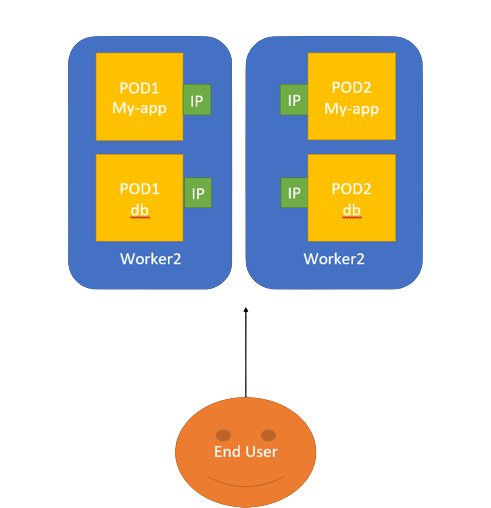 POD1
My-app
IP
IP
POD2
My-app
POD1
db
IP
IP
POD2
db
Worker2
Worker2
End User